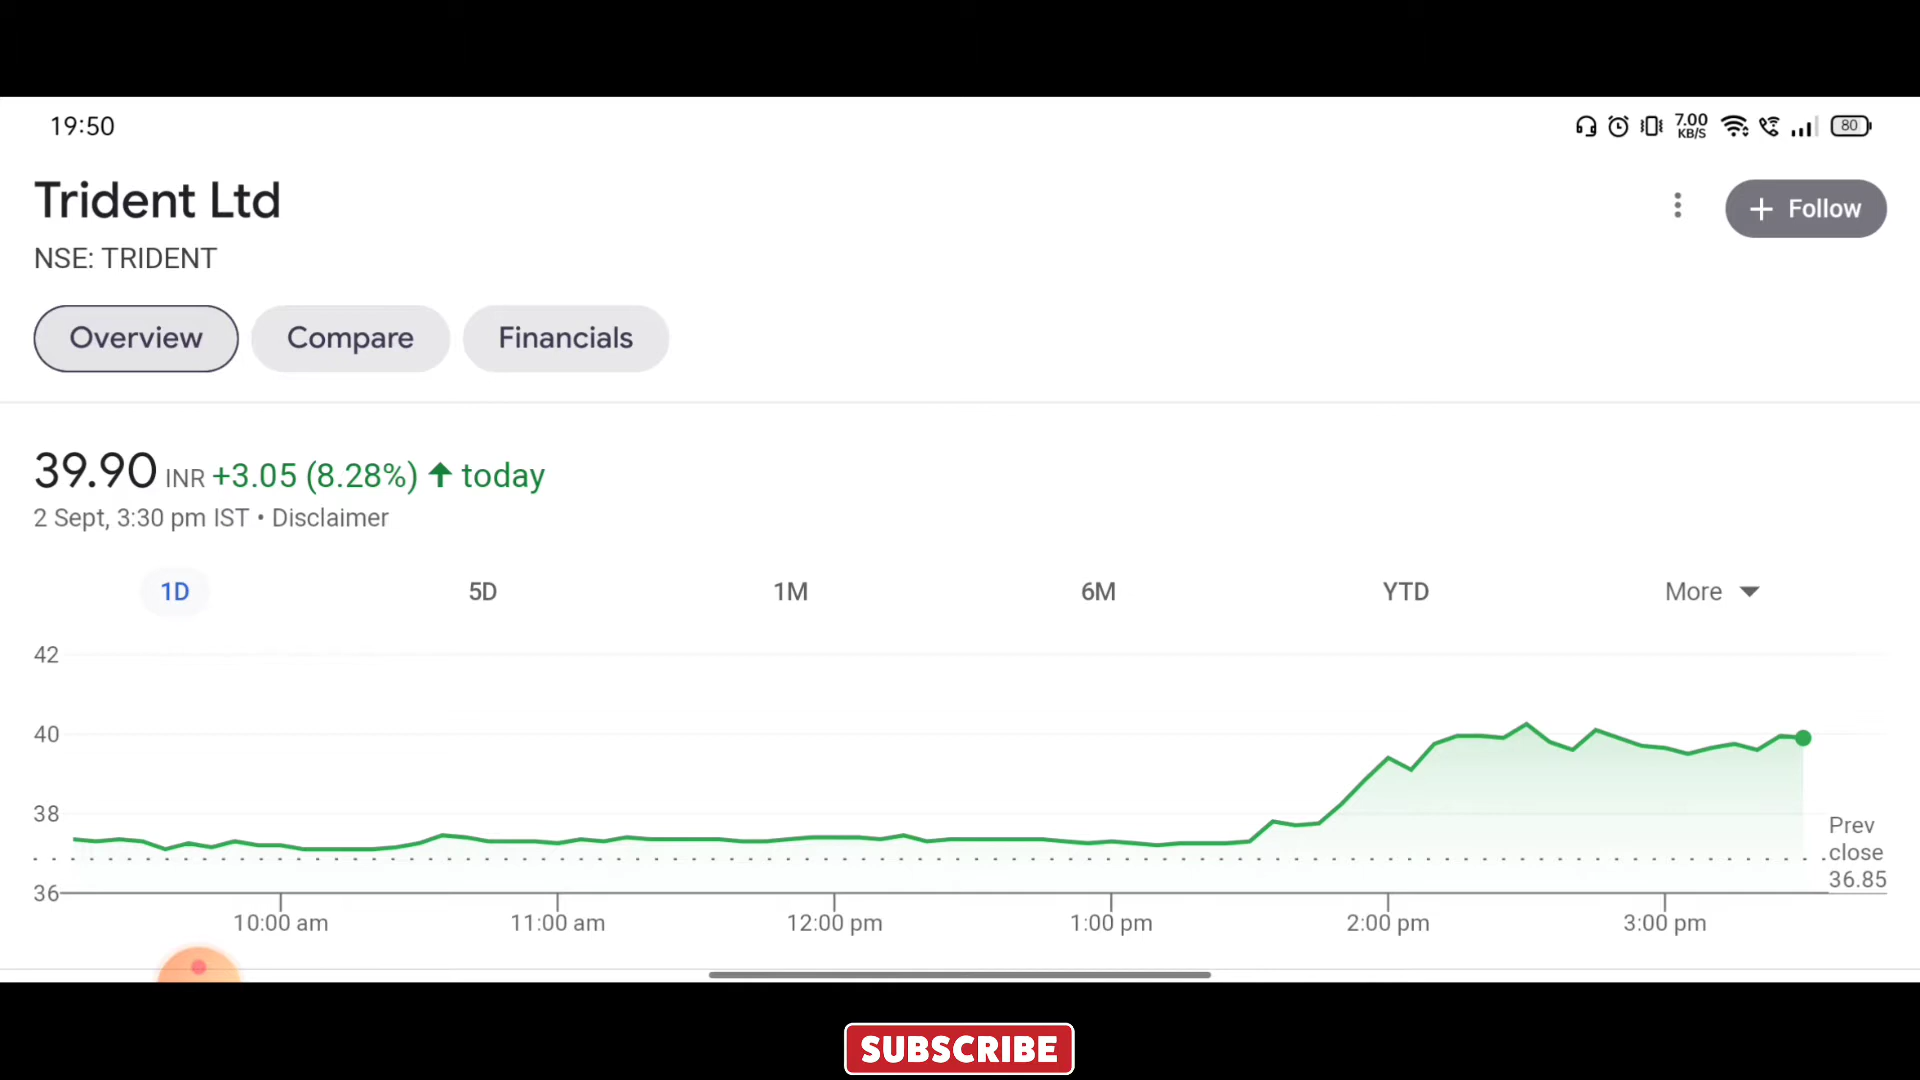 19:50
7.00
KB/S
80
Trident Ltd
Follow
NSE: TRIDENT
Overview
Compare
Financials
39.90 INR +3.05 (8.28%) ↑ today
2 Sept, 3:30 pm IST • Disclaimer
1D
5D
1M
6M
YTD
More
42
40
38
36
Prev
close
36.85
10:00 am
11:00 am
12:00 pm
1:00 pm
2:00 pm
3:00 pm
SUBSCRIBE